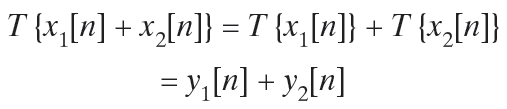 T {x₁[n] + x₂[n]} = T {x₁[n]} + T {x₂[n]}
= y₁[n] + y₂[n]